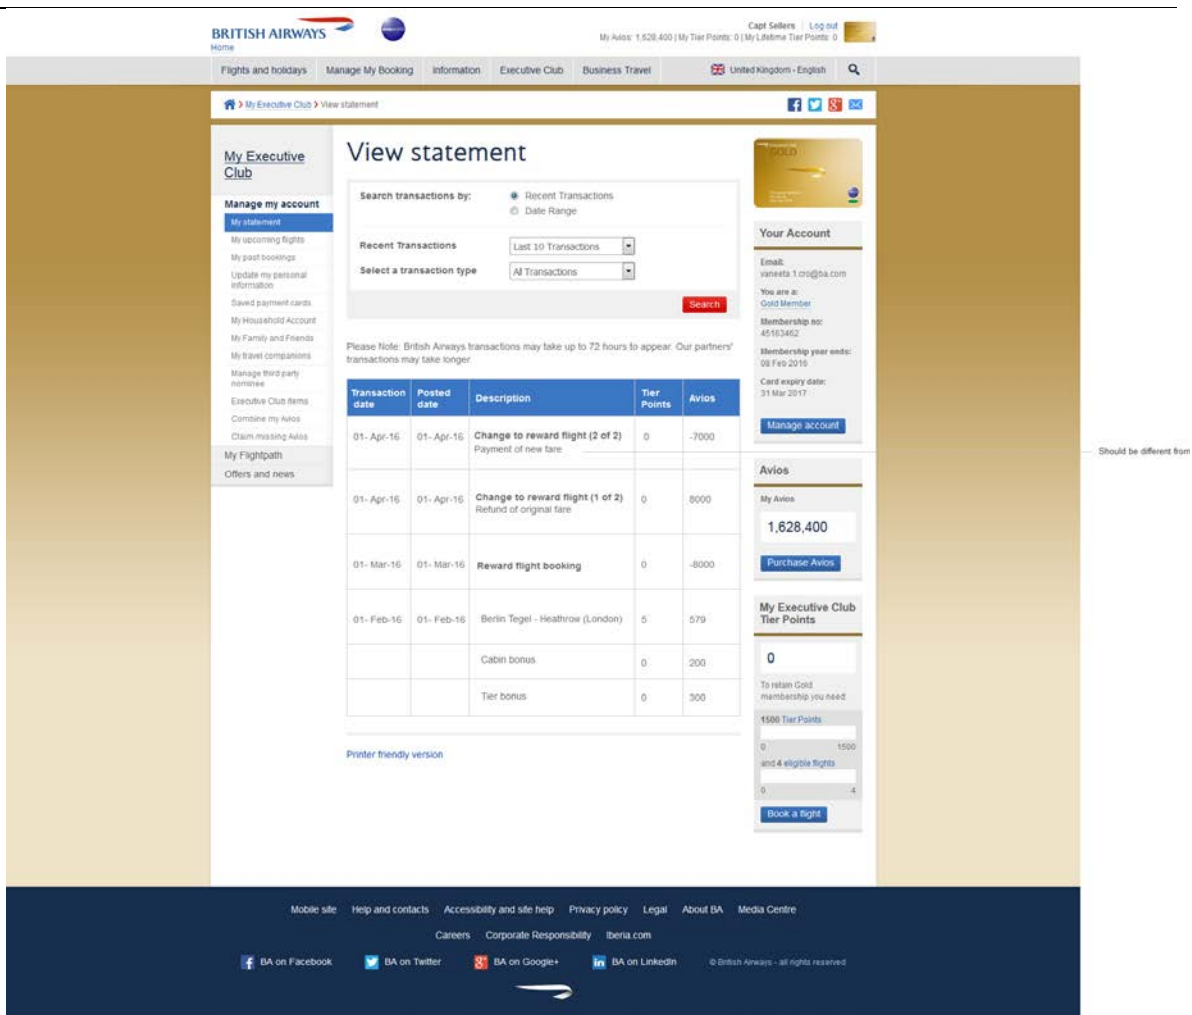 BRITISH AIRWAYS
Home
Capt Sellers Log out
My Avios: 1,628,400 | My Tier Points: 0 | My Lifetime Tier Points: 0
Flights and holidays Manage My Booking Information Executive Club Business Travel United Kingdom - English
My Executive Club > View statement
My Executive
Club
Manage my account
My statement
My upcoming flights
My past bookings
Update my personal
information
Saved payment cards
My Household Account
My Family and Friends
My travel companions
Manage third party
nominee
Executive Club items
Combine my Avios
Claim missing Avios
My Flightpath
Offers and news
View statement
Search transactions by: Recent Transactions
Date Range
Recent Transactions Last 10 Transactions
Select a transaction type All Transactions
Search
Please Note: British Airways transactions may take up to 72 hours to appear. Our partners'
transactions may take longer.
Transaction date Posted date Description Tier Points Avios
01- Apr-16 01- Apr-16 Change to reward flight (2 of 2) 0 -7000
Payment of new fare
01- Apr-16 01- Apr-16 Change to reward flight (1 of 2) 0 8000
Refund of original fare
01- Mar-16 01- Mar-16 Reward flight booking 0 -8000
01- Feb-16 01- Feb-16 Berlin Tegel - Heathrow (London) 5 579
Cabin bonus 0 200
Tier bonus 0 300
Printer friendly version
GOLD
Your Account
Email:
vaneeta.1.cro@ba.com
You are a:
Gold Member
Membership no:
45163462
Membership year ends:
08 Feb 2016
Card expiry date:
31 Mar 2017
Manage account
Avios
My Avios
1,628,400
Purchase Avios
My Executive Club
Tier Points
0
To retain Gold
membership you need:
1500 Tier Points
0 1500
and 4 eligible flights
0 4
Book a flight
Should be different from
Mobile site Help and contacts Accessibility and site help Privacy policy Legal About BA Media Centre
Careers Corporate Responsibility Iberia.com
BA on Facebook BA on Twitter BA on Google+ BA on LinkedIn © British Airways - all rights reserved